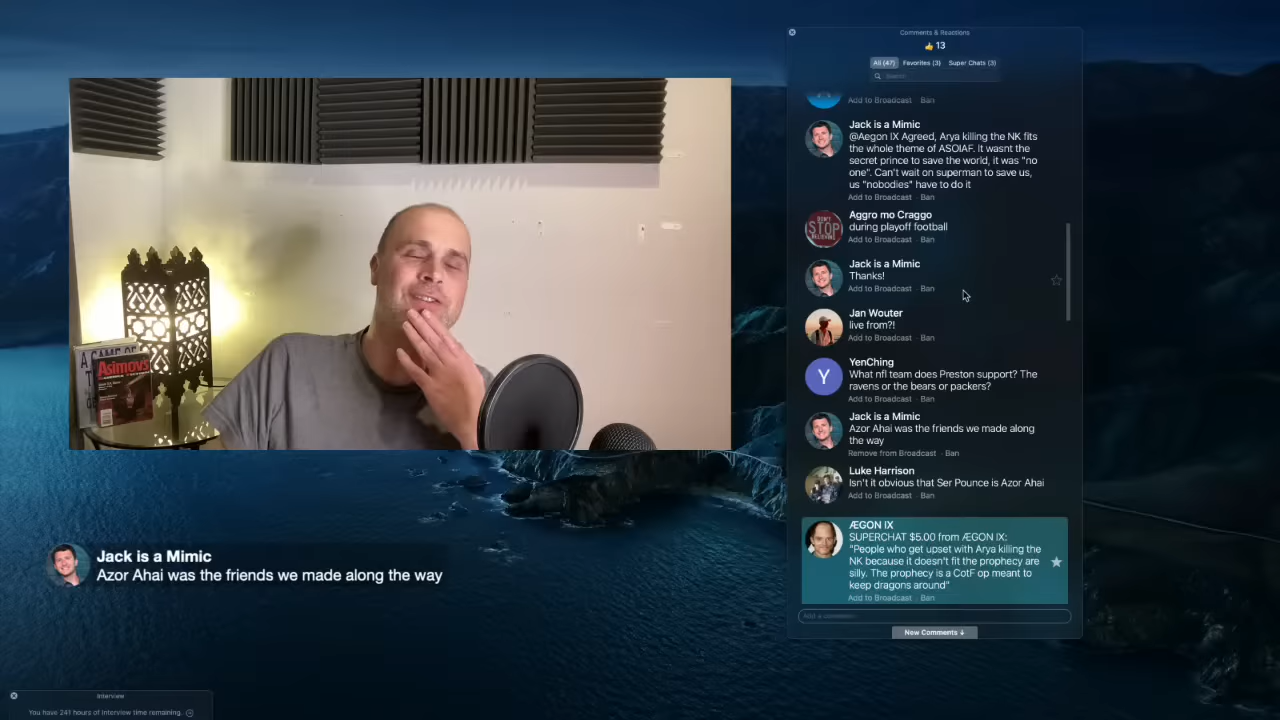 Comments & Reactions
👍 13
All (47) Favorites (3) Super Chats (3)
Search
Add to Broadcast · Ban
Jack is a Mimic
@Aegon IX Agreed, Arya killing the NK fits
the whole theme of ASOIAF. It wasnt the
secret prince to save the world, it was "no
one". Can't wait on superman to save us,
us "nobodies" have to do it
Add to Broadcast · Ban
Aggro mo Craggo
during playoff football
Add to Broadcast · Ban
Jack is a Mimic
Thanks!
Add to Broadcast · Ban
Jan Wouter
live from?!
Add to Broadcast · Ban
YenChing
Y
What nfl team does Preston support? The
ravens or the bears or packers?
Add to Broadcast · Ban
Jack is a Mimic
Azor Ahai was the friends we made along
the way
Remove from Broadcast · Ban
Luke Harrison
Isn't it obvious that Ser Pounce is Azor Ahai
Add to Broadcast · Ban
ÆGON IX
SUPERCHAT $5.00 from ÆGON IX:
"People who get upset with Arya killing the
NK because it doesn't fit the prophecy are
silly. The prophecy is a CotF op meant to
keep dragons around"
Add to Broadcast · Ban
Add a comment
New Comments ↓
A GAME OF
Asimov's
DON'T
STOP
BELIEVING
Jack is a Mimic
Azor Ahai was the friends we made along the way
Interview
You have 241 hours of interview time remaining.